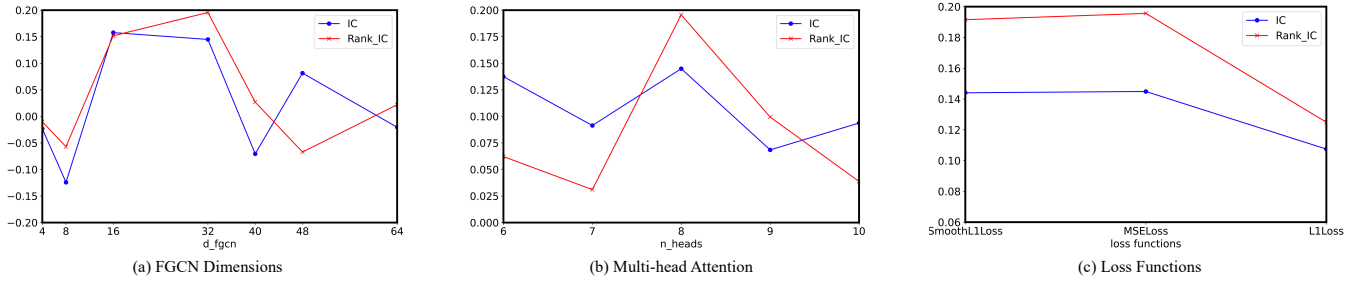 0.20
0.15
0.10
0.05
0.00
−0.05
−0.10
−0.15
−0.20
4 8 16 32 40 48 64
d_fgcn
IC
Rank_IC
(a) FGCN Dimensions
0.200
0.175
0.150
0.125
0.100
0.075
0.050
0.025
0.000
6 7 8 9 10
n_heads
IC
Rank_IC
(b) Multi-head Attention
0.20
0.18
0.16
0.14
0.12
0.10
0.08
0.06
SmoothL1Loss MSELoss L1Loss
loss functions
IC
Rank_IC
(c) Loss Functions